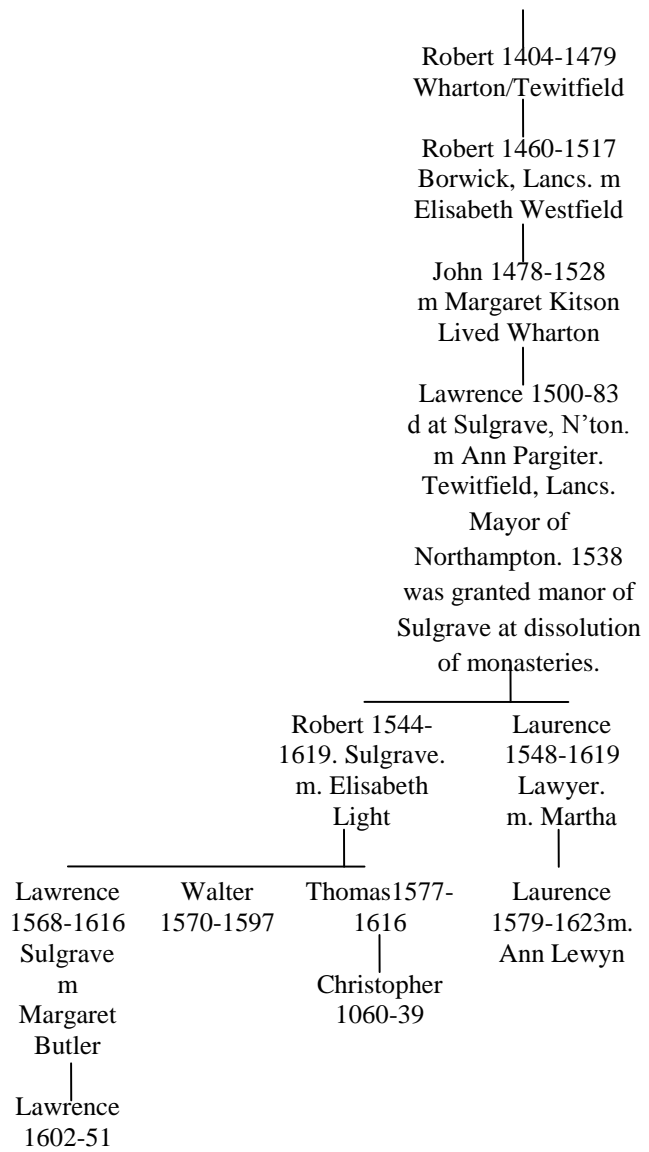 Robert 1404-1479
Wharton/Tewitfield
Robert 1460-1517
Borwick, Lancs. m
Elisabeth Westfield
John 1478-1528
m Margaret Kitson
Lived Wharton
Lawrence 1500-83
d at Sulgrave, N’ton.
m Ann Pargiter.
Tewitfield, Lancs.
Mayor of
Northampton. 1538
was granted manor of
Sulgrave at dissolution
of monasteries.
Robert 1544-
1619. Sulgrave.
m. Elisabeth
Light
Laurence
1548-1619
Lawyer.
m. Martha
Lawrence
1568-1616
Sulgrave
m
Margaret
Butler
Walter
1570-1597
Thomas1577-
1616
Laurence
1579-1623m.
Ann Lewyn
Christopher
1060-39
Lawrence
1602-51